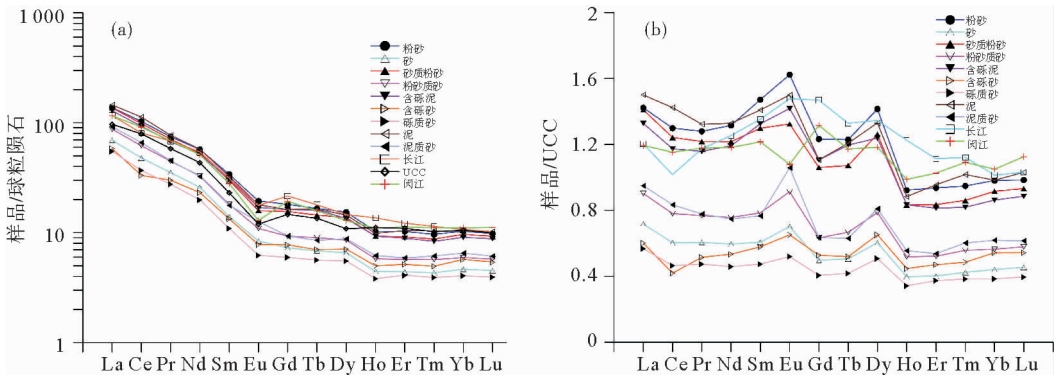 (a)
样品/球粒陨石
1 000
100
10
1
粉砂
砂
砂质粉砂
粉砂质砂
含砾泥
含砾砂
砾质砂
泥
泥质砂
长江
UCC
闽江
La Ce Pr Nd Sm Eu Gd Tb Dy Ho Er Tm Yb Lu
(b)
样品/UCC
2
1.6
1.2
0.8
0.4
0
粉砂
砂
砂质粉砂
粉砂质砂
含砾泥
含砾砂
砾质砂
泥
泥质砂
长江
闽江
La Ce Pr Nd Sm Eu Gd Tb Dy Ho Er Tm Yb Lu